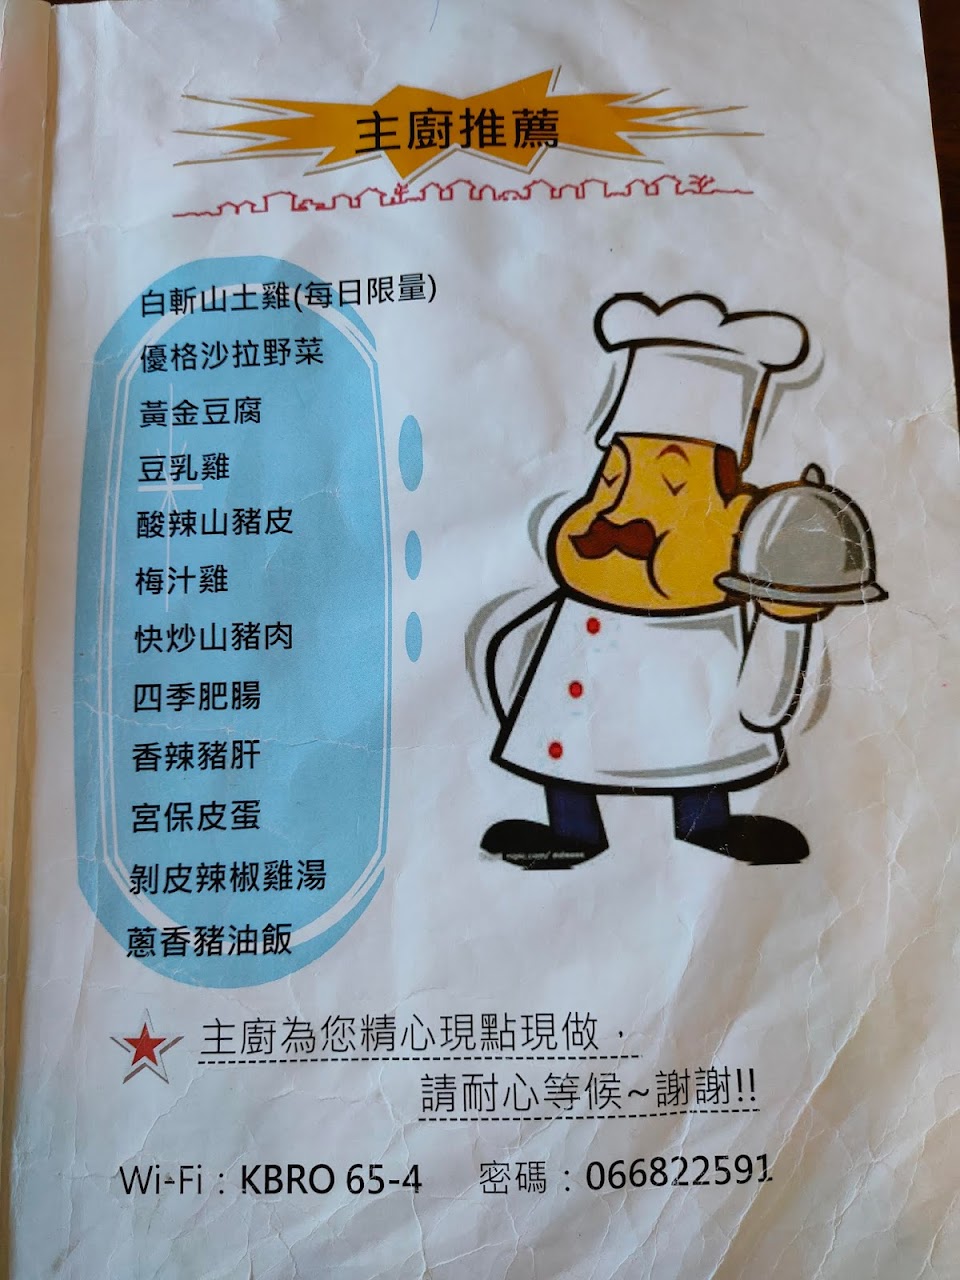 主廚推薦
白斬山土雞(每日限量)
優格沙拉野菜
黃金豆腐
豆乳雞
酸辣山豬皮
梅汁雞
快炒山豬肉
四季肥腸
香辣豬肝
宮保皮蛋
剝皮辣椒雞湯
蔥香豬油飯
主廚為您精心現點現做，
請耐心等候~謝謝!!
Wi-Fi：KBRO 65-4 密碼：066822591